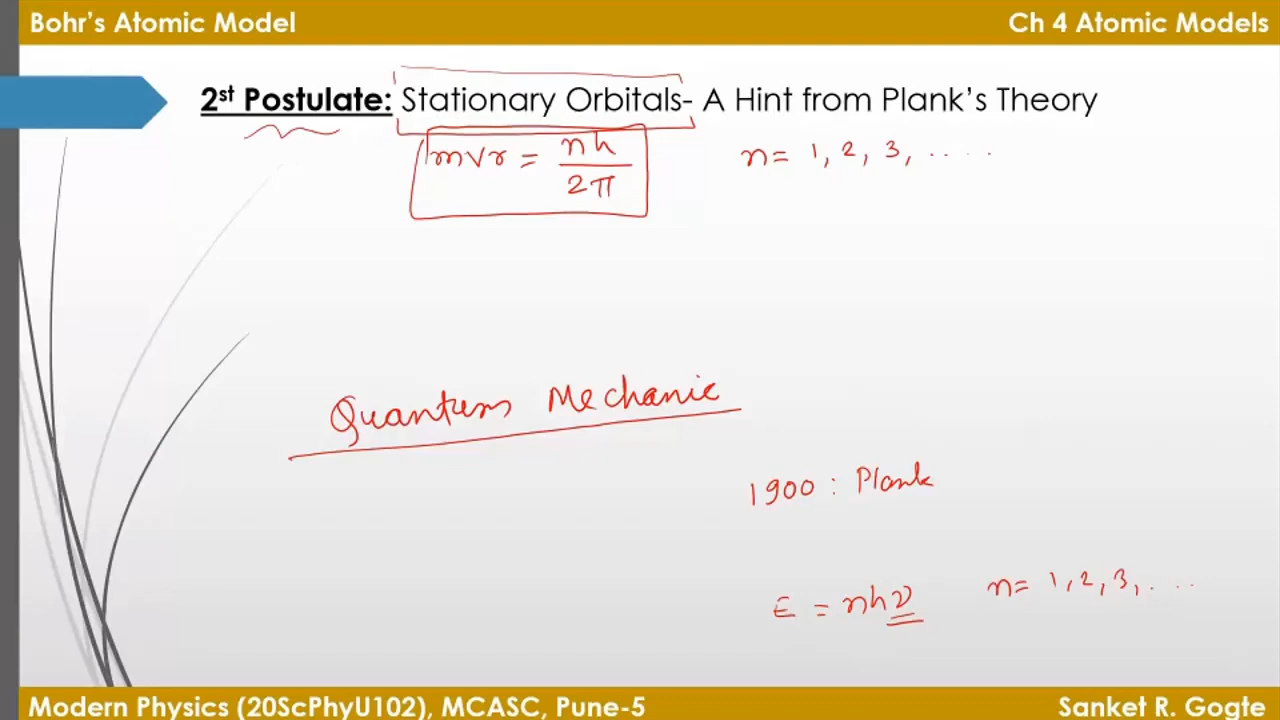 Bohr's Atomic Model
Ch 4 Atomic Models
2st Postulate: Stationary Orbitals- A Hint from Plank's Theory
mvr = nh/2π
n= 1, 2, 3, .....
Quantum Mechanic
1900 : Plank
E = nhν
n= 1, 2, 3, ....
Modern Physics (20ScPhyU102), MCASC, Pune-5
Sanket R. Gogte